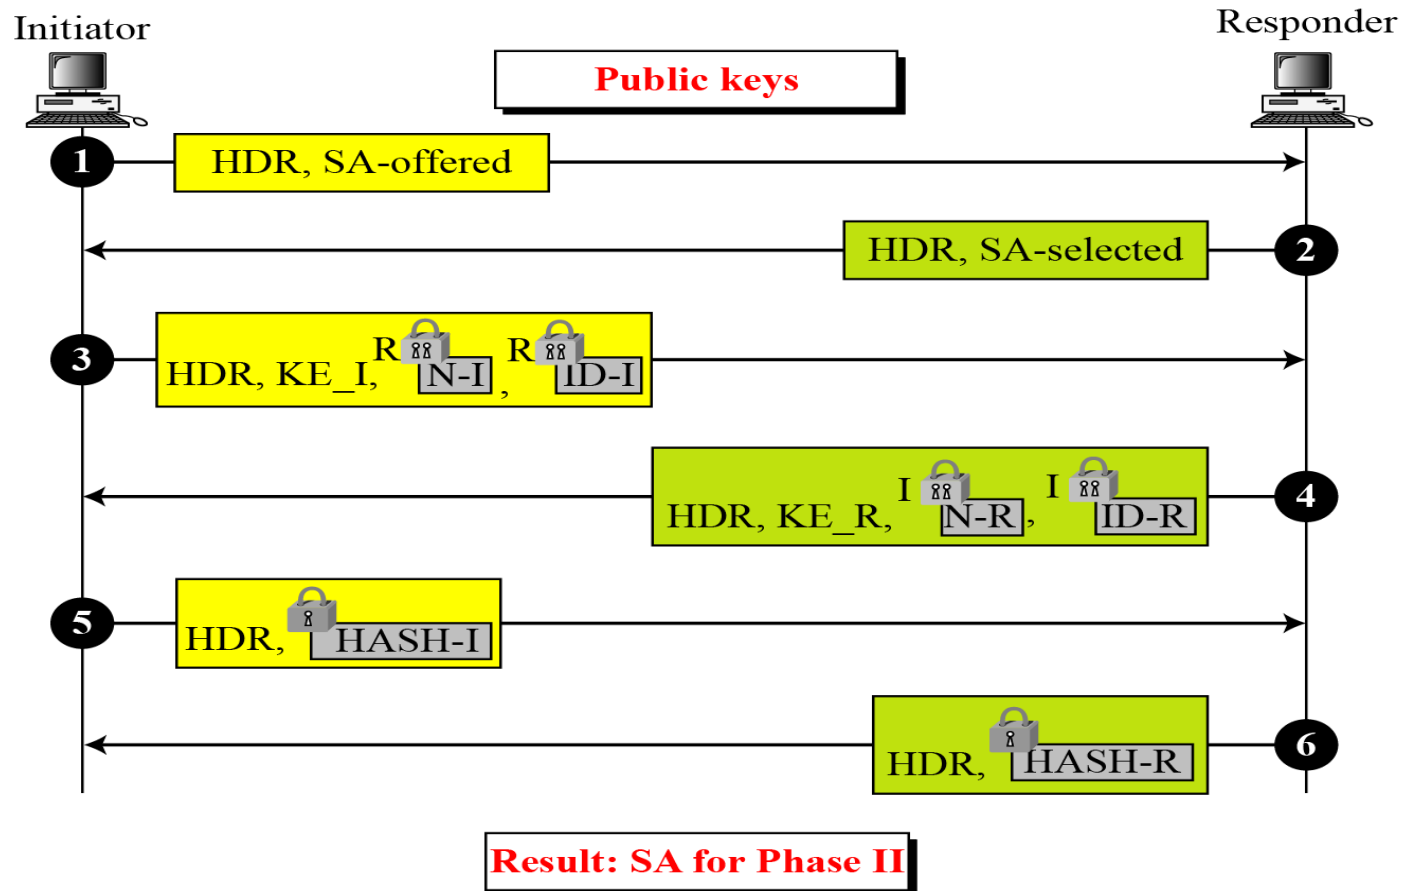 Initiator
Responder
Public keys
1
HDR, SA-offered
HDR, SA-selected
2
3
HDR, KE_I, R N-I , R ID-I
HDR, KE_R, I N-R , I ID-R
4
5
HDR, HASH-I
HDR, HASH-R
6
Result: SA for Phase II